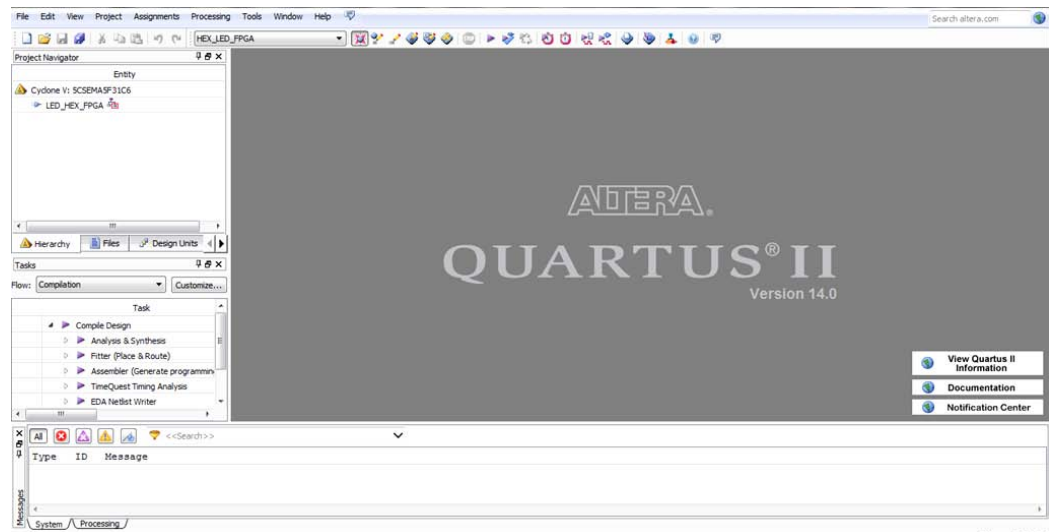 File Edit View Project Assignments Processing Tools Window Help
Search altera.com
HEX_LED_FPGA
Project Navigator
Entity
Cyclone V: 5CSEMA5F31C6
LED_HEX_FPGA
Hierarchy Files Design Units
Tasks
Flow: Compilation Customize...
Task
Compile Design
Analysis & Synthesis
Fitter (Place & Route)
Assembler (Generate programmin
TimeQuest Timing Analysis
EDA Netlist Writer
ALTERA.
QUARTUS® II
Version 14.0
View Quartus II
Information
Documentation
Notification Center
All <<Search>>
Type ID Message
Messages
System Processing